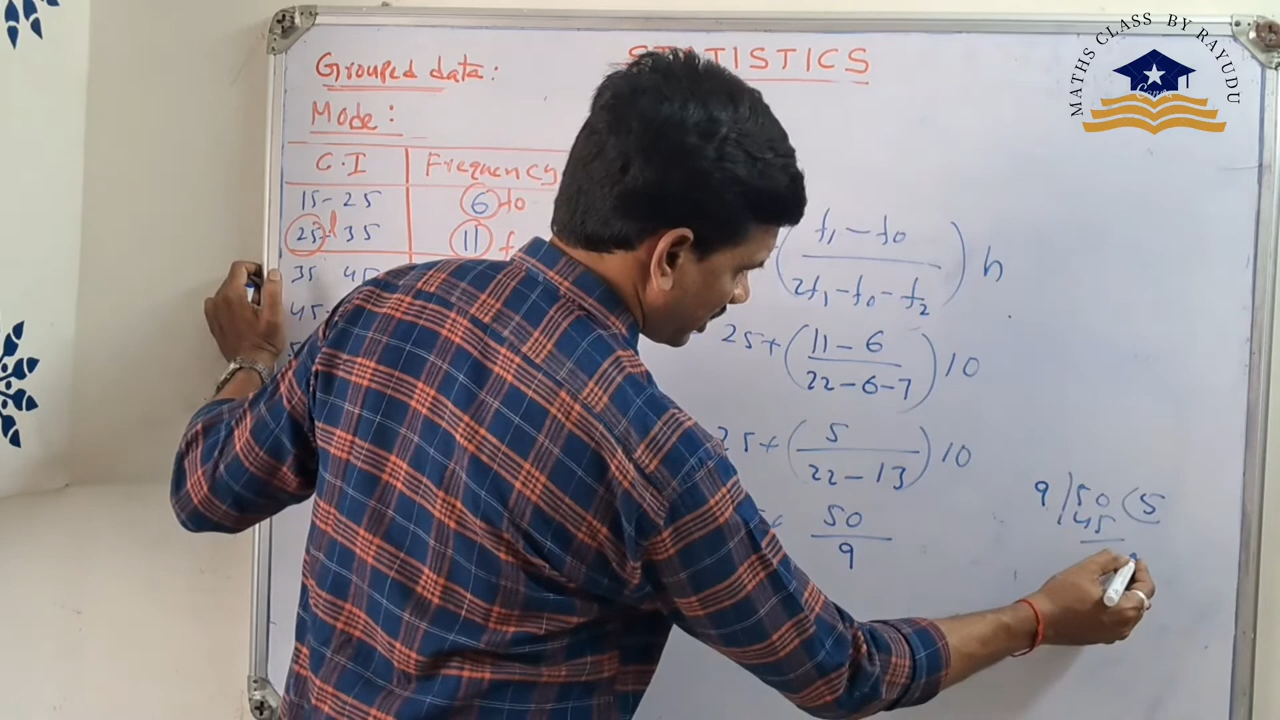 MATHS CLASS BY RAYUDU
Canva
STATISTICS
Grouped data:
Mode:
C.I Frequency
15-25 6 f0
25-35 l 11 f
35 45
45-
(f1-f0 / 2f1-f0-f2) h
25+(11-6 / 22-6-7) 10
25+(5 / 22-13) 10
50 / 9
9)50(5
45